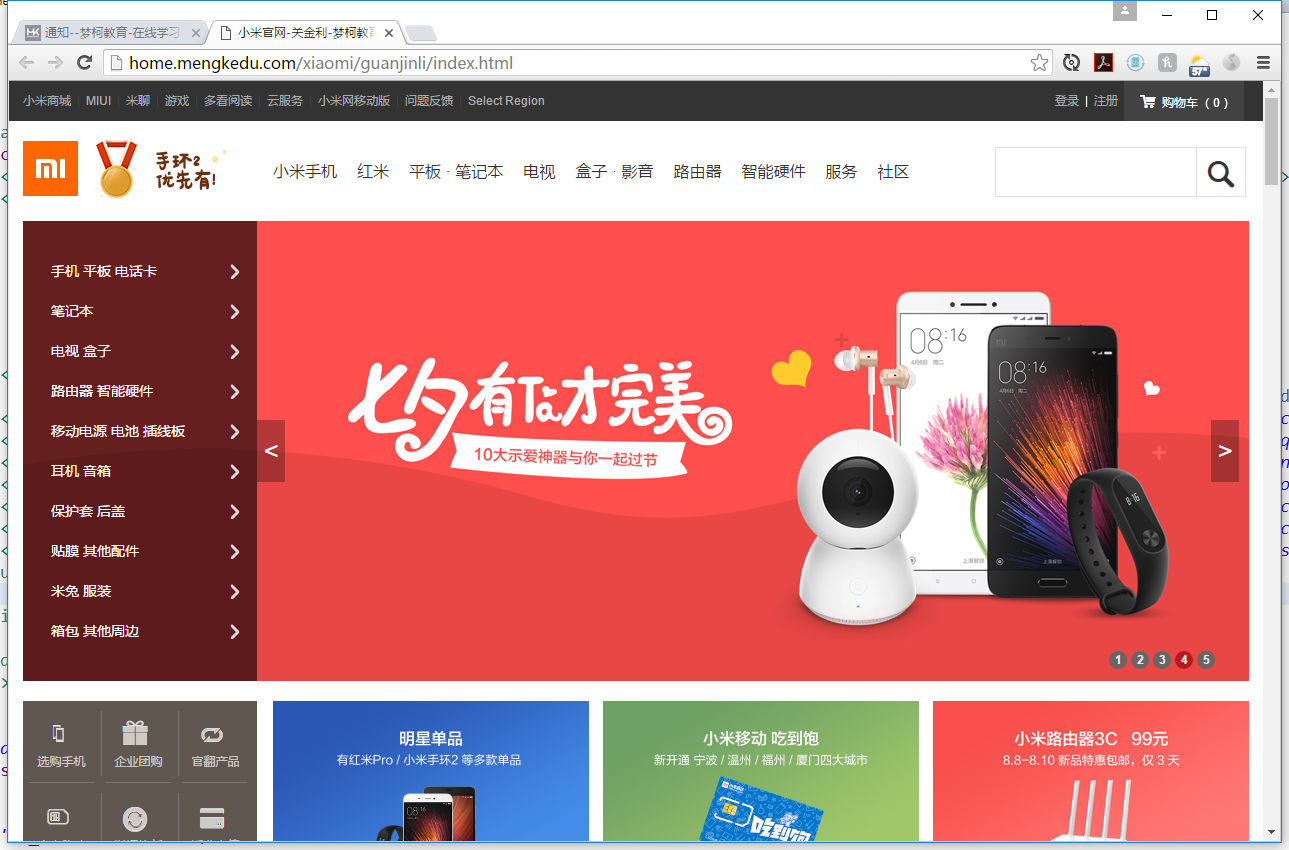 通知--梦柯教育-在线学习
小米官网-关金利-梦柯教育
home.mengkedu.com/xiaomi/guanjinli/index.html
57°
小米商城 MIUI 米聊 游戏 多看阅读 云服务 小米网移动版 问题反馈 Select Region 登录 | 注册 购物车 ( 0 )
手环2
优先有!
小米手机 红米 平板 · 笔记本 电视 盒子 · 影音 路由器 智能硬件 服务 社区
手机 平板 电话卡
笔记本
电视 盒子
路由器 智能硬件
移动电源 电池 插线板
耳机 音箱
保护套 后盖
贴膜 其他配件
米兔 服装
箱包 其他周边
七夕有你才完美
10大示爱神器与你一起过节
08:16
08:16
8:16
< >
1 2 3 4 5
选购手机 企业团购 官翻产品
明星单品
有红米Pro / 小米手环2 等多款单品
小米移动 吃到饱
新开通 宁波 / 温州 / 福州 / 厦门四大城市
吃到饱
小米路由器3C 99元
8.8-8.10 新品特惠包邮，仅 3 天